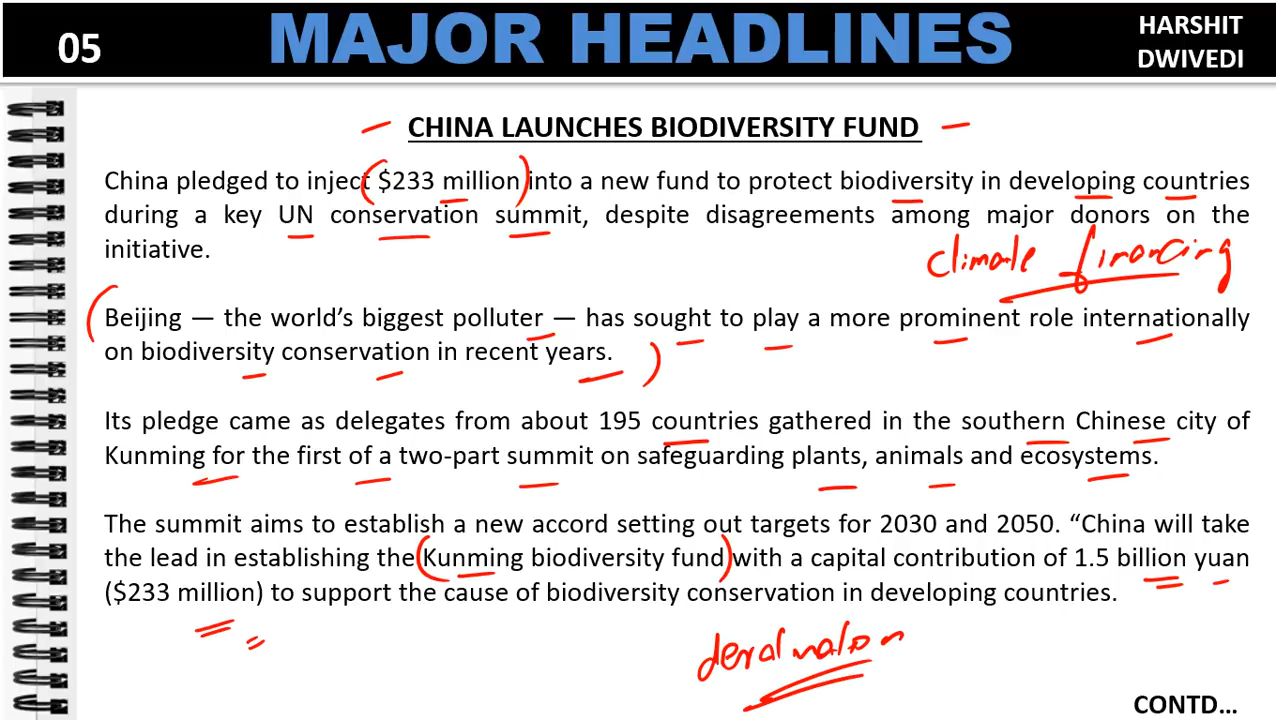 05
MAJOR HEADLINES
HARSHIT
DWIVEDI
CHINA LAUNCHES BIODIVERSITY FUND
China pledged to inject $233 million into a new fund to protect biodiversity in developing countries
during a key UN conservation summit, despite disagreements among major donors on the
initiative.
climate financing
Beijing — the world's biggest polluter — has sought to play a more prominent role internationally
on biodiversity conservation in recent years.
Its pledge came as delegates from about 195 countries gathered in the southern Chinese city of
Kunming for the first of a two-part summit on safeguarding plants, animals and ecosystems.
The summit aims to establish a new accord setting out targets for 2030 and 2050. “China will take
the lead in establishing the Kunming biodiversity fund with a capital contribution of 1.5 billion yuan
($233 million) to support the cause of biodiversity conservation in developing countries.
CONTD...